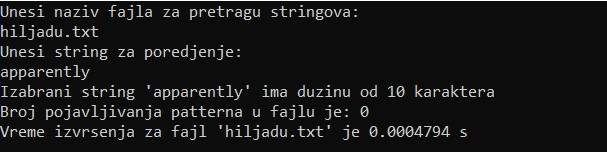 Unesi naziv fajla za pretragu stringova:
hiljadu.txt
Unesi string za poredjenje:
apparently
Izabrani string 'apparently' ima duzinu od 10 karaktera
Broj pojavljivanja patterna u fajlu je: 0
Vreme izvrsenja za fajl 'hiljadu.txt' je 0.0004794 s